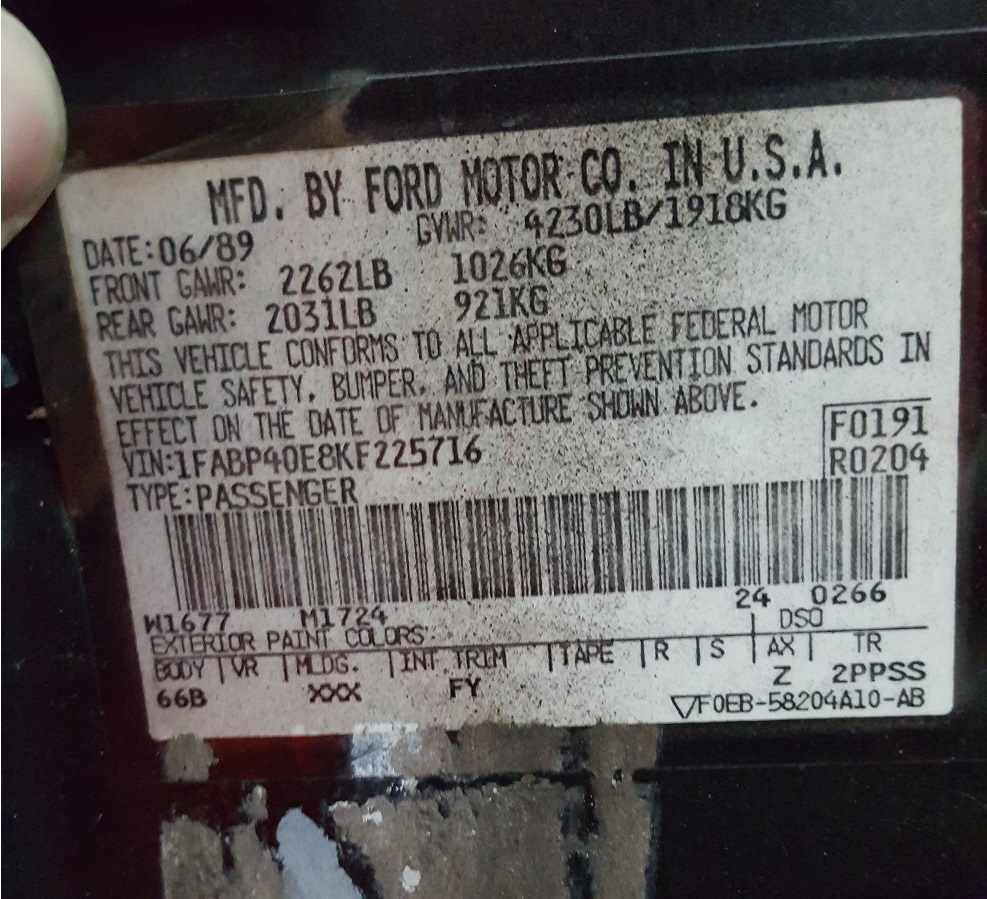 MFD. BY FORD MOTOR CO. IN U.S.A.
DATE:06/89 GVWR: 4230LB/1918KG
FRONT GAWR: 2262LB 1026KG
REAR GAWR: 2031LB 921KG
THIS VEHICLE CONFORMS TO ALL APPLICABLE FEDERAL MOTOR
VEHICLE SAFETY, BUMPER, AND THEFT PREVENTION STANDARDS IN
EFFECT ON THE DATE OF MANUFACTURE SHOWN ABOVE.
VIN:1FABP40E8KF225716 F0191
TYPE:PASSENGER R0204
W1677 M1724 24 0266
EXTERIOR PAINT COLORS: DSO
BODY VR MLDG. INT TRIM TAPE R S AX TR
66B XXX FY Z 2PPSS
▽F0EB-58204A10-AB